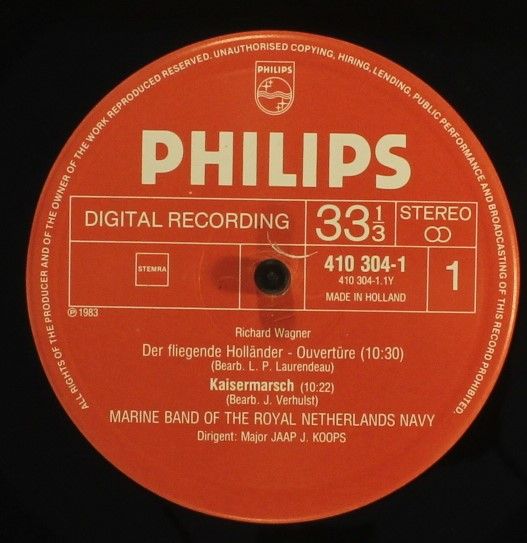 ALL RIGHTS OF THE PRODUCER AND OF THE OWNER OF THE WORK REPRODUCED RESERVED. UNAUTHORISED COPYING, HIRING, LENDING, PUBLIC PERFORMANCE AND BROADCASTING OF THIS RECORD PROHIBITED.
PHILIPS
PHILIPS
DIGITAL RECORDING
33 1/3
STEREO
STEMRA
410 304-1
410 304-1.1Y
MADE IN HOLLAND
1
℗ 1983
Richard Wagner
Der fliegende Holländer - Ouvertüre (10:30)
(Bearb. L. P. Laurendeau)
Kaisermarsch (10:22)
(Bearb. J. Verhulst)
MARINE BAND OF THE ROYAL NETHERLANDS NAVY
Dirigent: Major JAAP J. KOOPS